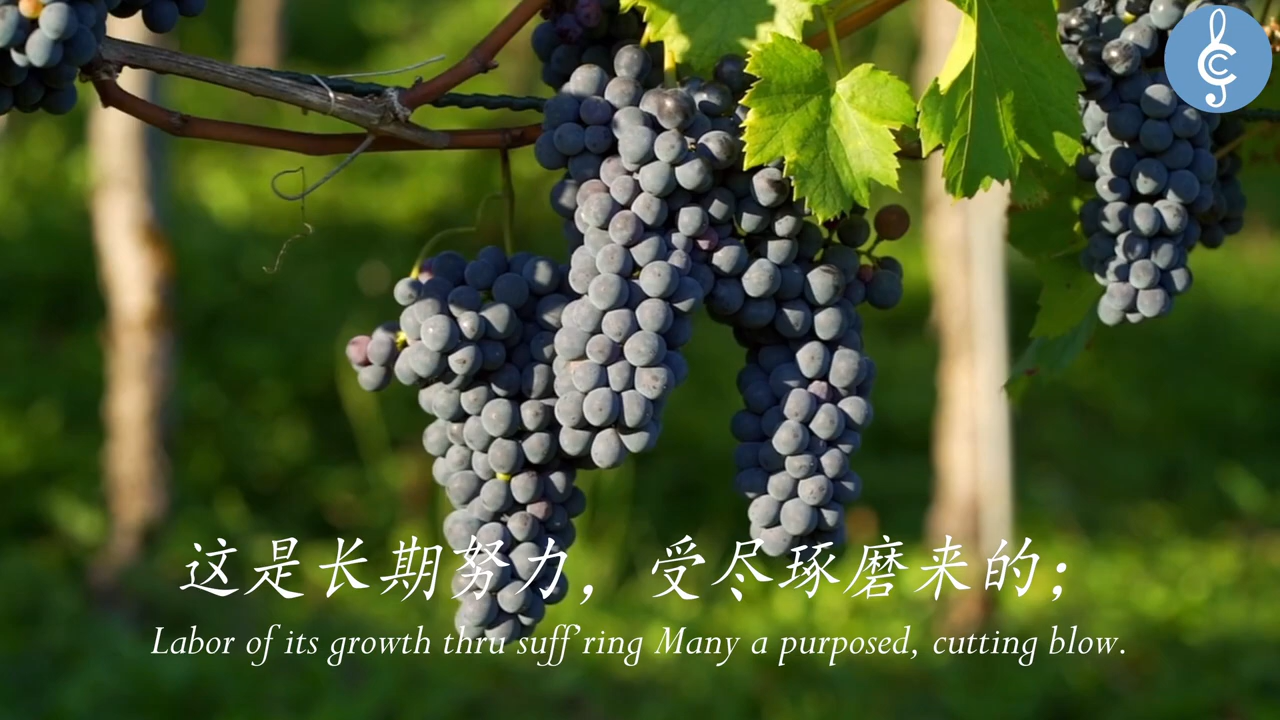 这是长期努力，受尽琢磨来的；
Labor of its growth thru suff’ring Many a purposed, cutting blow.